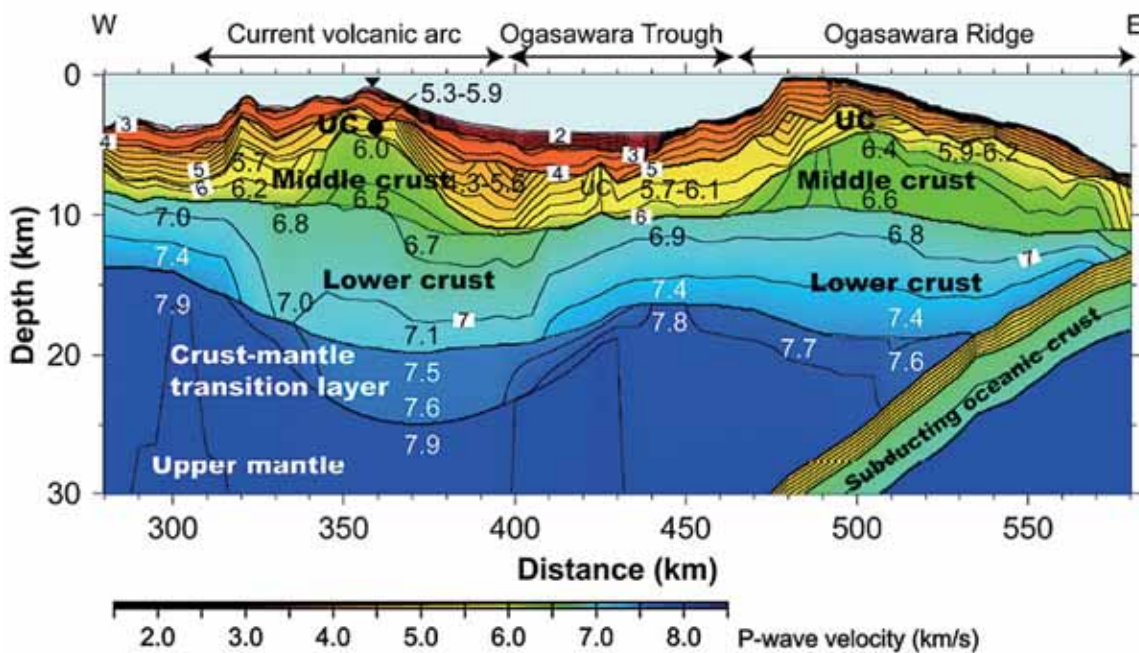 W
E
Current volcanic arc
Ogasawara Trough
Ogasawara Ridge
0
10
20
30
Depth (km)
3
4
5
6
5.7
6.2
UC
5.3-5.9
6.0
Middle crust
6.5
6.8
6.7
7.0
7.4
7.9
2
3
4
5
UC
5.7-6.1
6
UC
6.4
5.9-6.2
Middle crust
6.6
6.9
6.8
7
Lower crust
Lower crust
7.0
7.1
7
7.4
7.4
7.8
7.7
7.6
Crust-mantle
transition layer
7.5
7.6
7.9
Upper mantle
Subducting oceanic crust
300
350
400
450
500
550
Distance (km)
2.0
3.0
4.0
5.0
6.0
7.0
8.0
P-wave velocity (km/s)